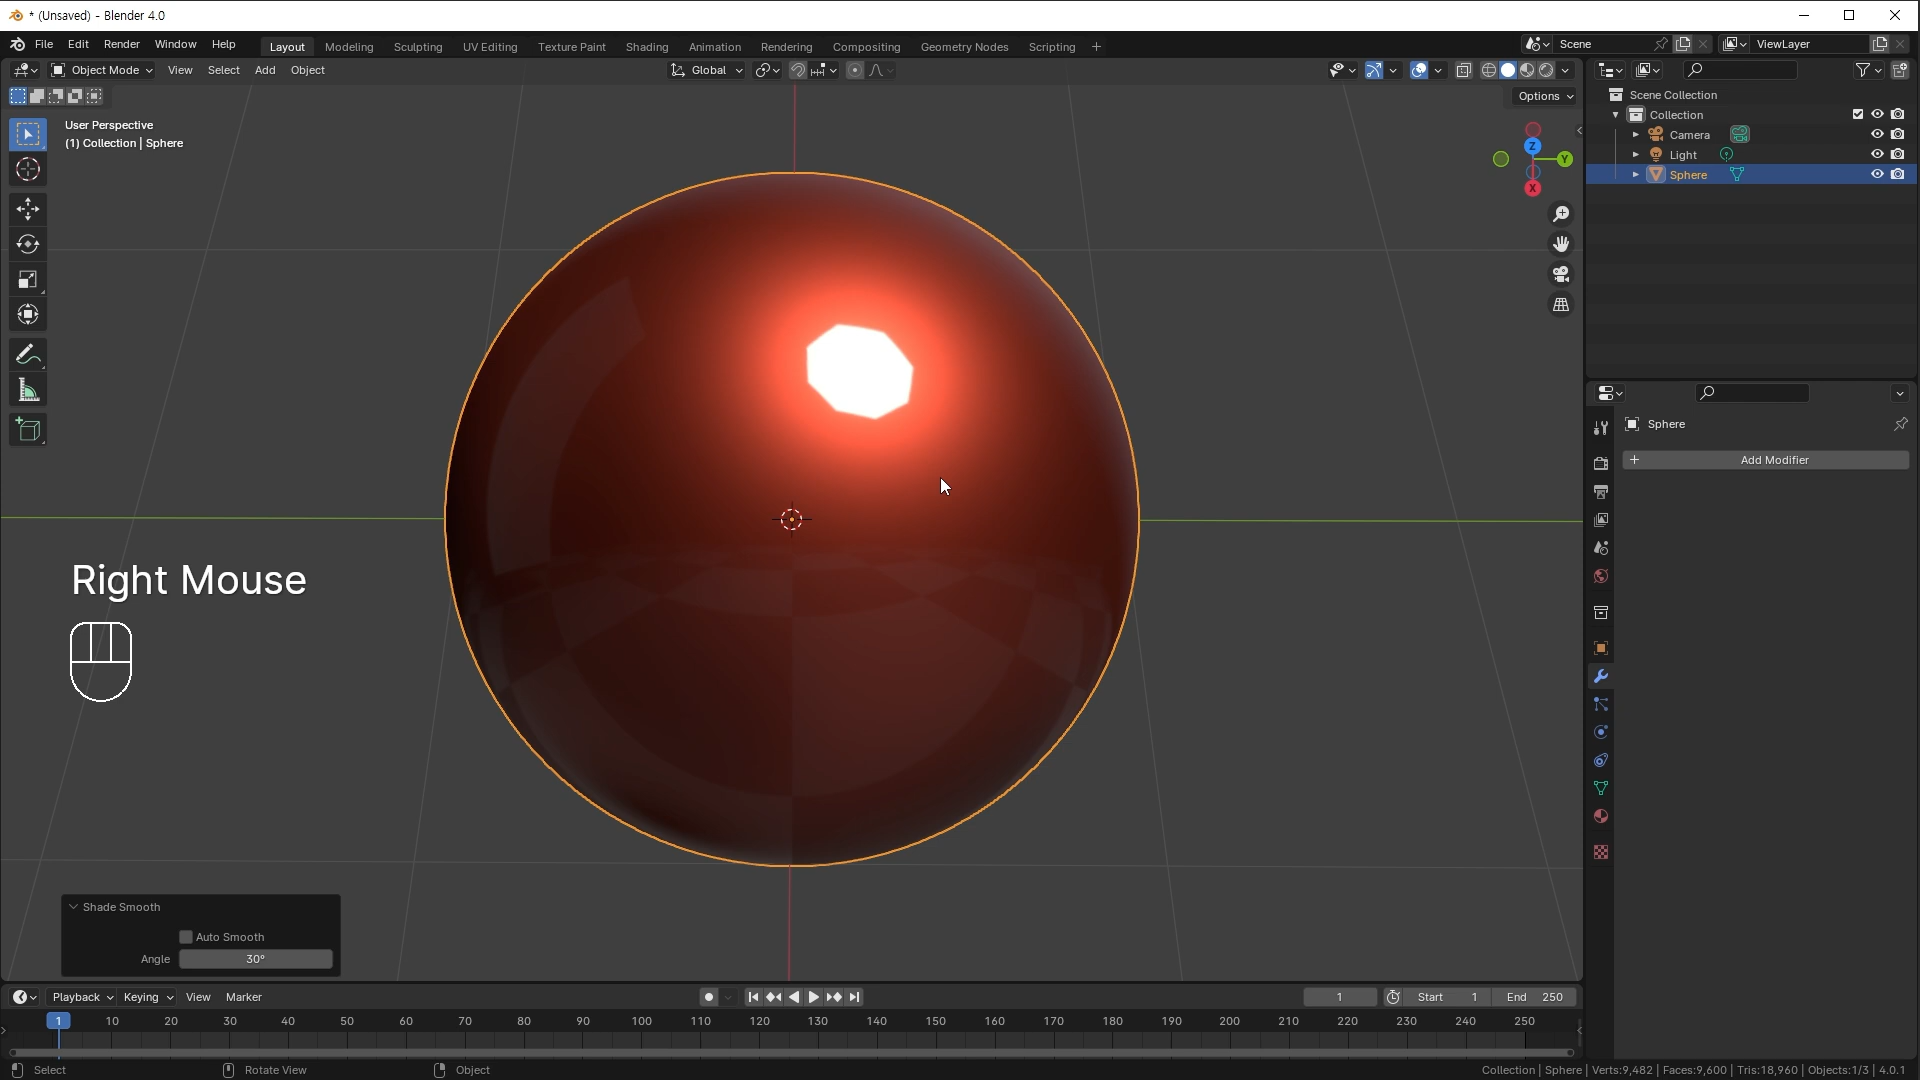 * (Unsaved) - Blender 4.0
File Edit Render Window Help Layout Modeling Sculpting UV Editing Texture Paint Shading Animation Rendering Compositing Geometry Nodes Scripting + Scene ViewLayer
Object Mode View Select Add Object Global
Options
User Perspective
(1) Collection | Sphere
Z
Y
X
Scene Collection
Collection
Camera
Light
Sphere
Sphere
+ Add Modifier
Right Mouse
Shade Smooth
Auto Smooth
Angle 30°
Playback Keying View Marker 1 Start 1 End 250
1 10 20 30 40 50 60 70 80 90 100 110 120 130 140 150 160 170 180 190 200 210 220 230 240 250
Select Rotate View Object Collection | Sphere | Verts:9,482 | Faces:9,600 | Tris:18,960 | Objects:1/3 | 4.0.1